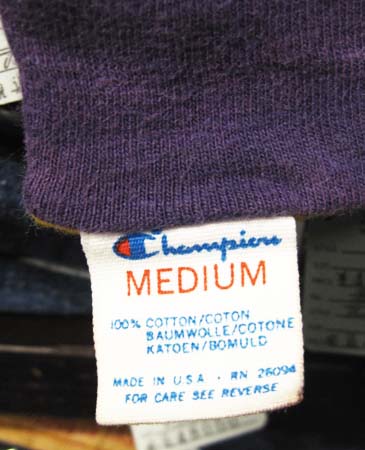 Champion
MEDIUM
100% COTTON/COTON
BAUMWOLLE/COTONE
KATOEN/BOMULD
MADE IN U.S.A. - RN 26094
FOR CARE SEE REVERSE